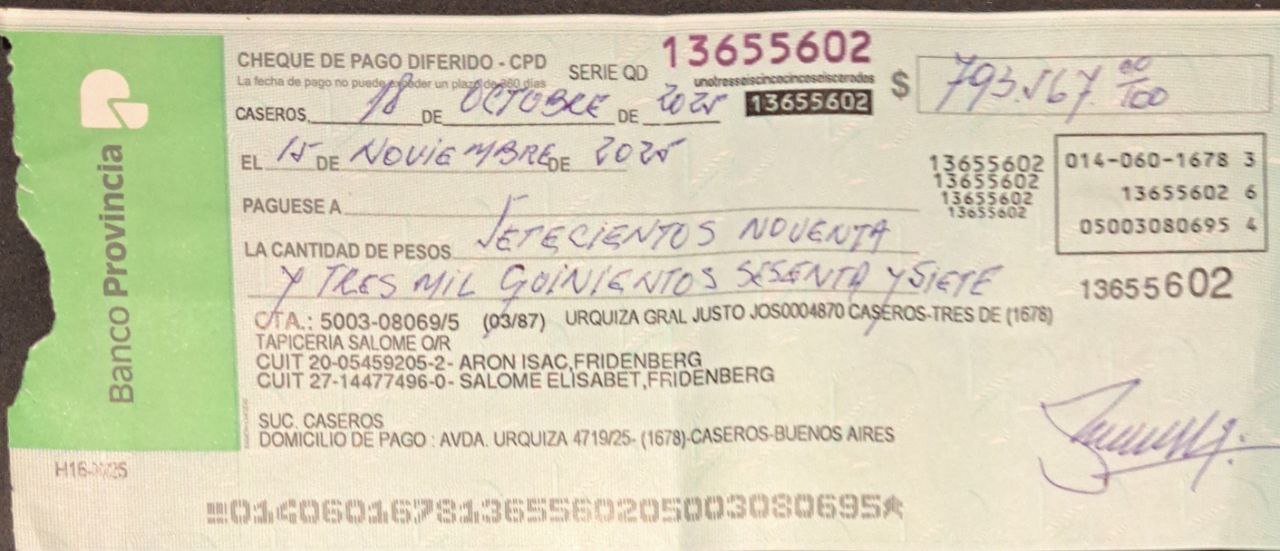 Banco Provincia
CHEQUE DE PAGO DIFERIDO - CPD
La fecha de pago no puede exceder un plazo de 360 días
SERIE QD
13655602
unotresseiscincocincoseiscerodos
13655602
$ 793.567.00/100
CASEROS, 18 DE OCTOBRE DE 2025
EL 15 DE NOVIEMBRE DE 2025
PAGUESE A
LA CANTIDAD DE PESOS SETECIENTOS NOVENTA
Y TRES MIL QUINIENTOS SESENTA Y SIETE
13655602
13655602
13655602
13655602
014-060-1678 3
13655602 6
05003080695 4
13655602
CTA.: 5003-08069/5 (03/87) URQUIZA GRAL JUSTO JOS0004870 CASEROS-TRES DE (1678)
TAPICERIA SALOME O/R
CUIT 20-05459205-2- ARON ISAC,FRIDENBERG
CUIT 27-14477496-0- SALOME ELISABET,FRIDENBERG
SUC. CASEROS
DOMICILIO DE PAGO : AVDA. URQUIZA 4719/25- (1678)-CASEROS-BUENOS AIRES
01406016781365560205003080695